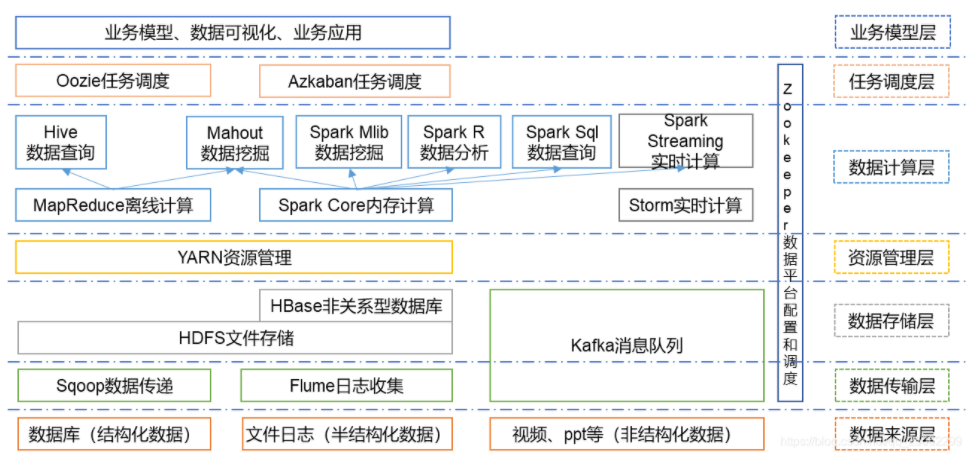 业务模型、数据可视化、业务应用
业务模型层
Oozie任务调度
Azkaban任务调度
任务调度层
Hive
数据查询
Mahout
数据挖掘
Spark Mlib
数据挖掘
Spark R
数据分析
Spark Sql
数据查询
Spark
Streaming
实时计算
MapReduce离线计算
Spark Core内存计算
Storm实时计算
数据计算层
Zookeeper数据平台配置和调度
YARN资源管理
资源管理层
HBase非关系型数据库
HDFS文件存储
Kafka消息队列
数据存储层
Sqoop数据传递
Flume日志收集
数据传输层
数据库（结构化数据）
文件日志（半结构化数据）
视频、ppt等（非结构化数据）
数据来源层